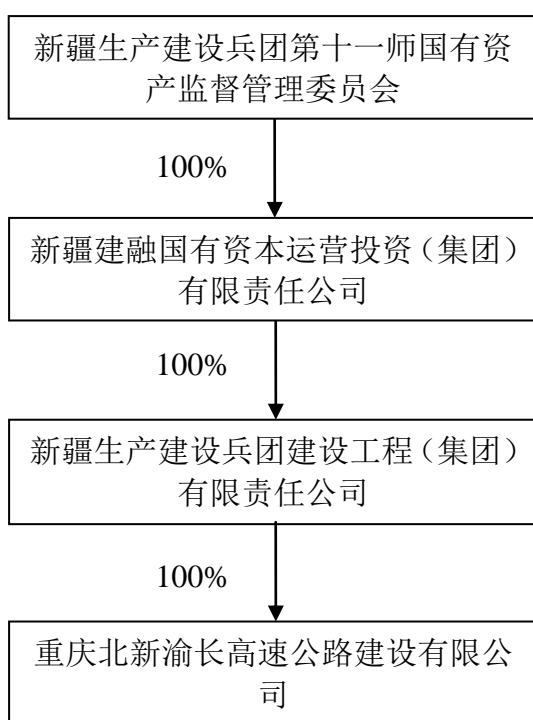 新疆生产建设兵团第十一师国有资
产监督管理委员会
100%
新疆建融国有资本运营投资（集团）
有限责任公司
100%
新疆生产建设兵团建设工程（集团）
有限责任公司
100%
重庆北新渝长高速公路建设有限公
司